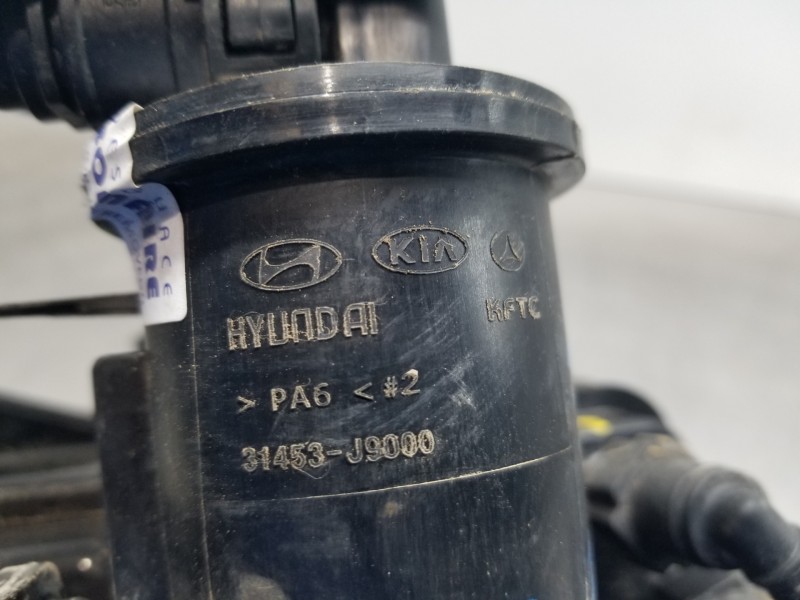 KIA
HYUNDAI KFTC
> PA6 < #2
31453-J9000